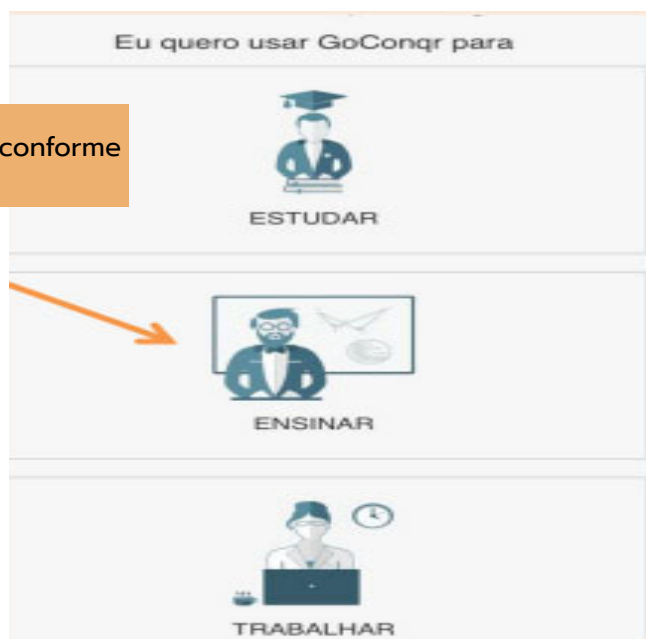 Eu quero usar GoConqr para
conforme
ESTUDAR
ENSINAR
TRABALHAR